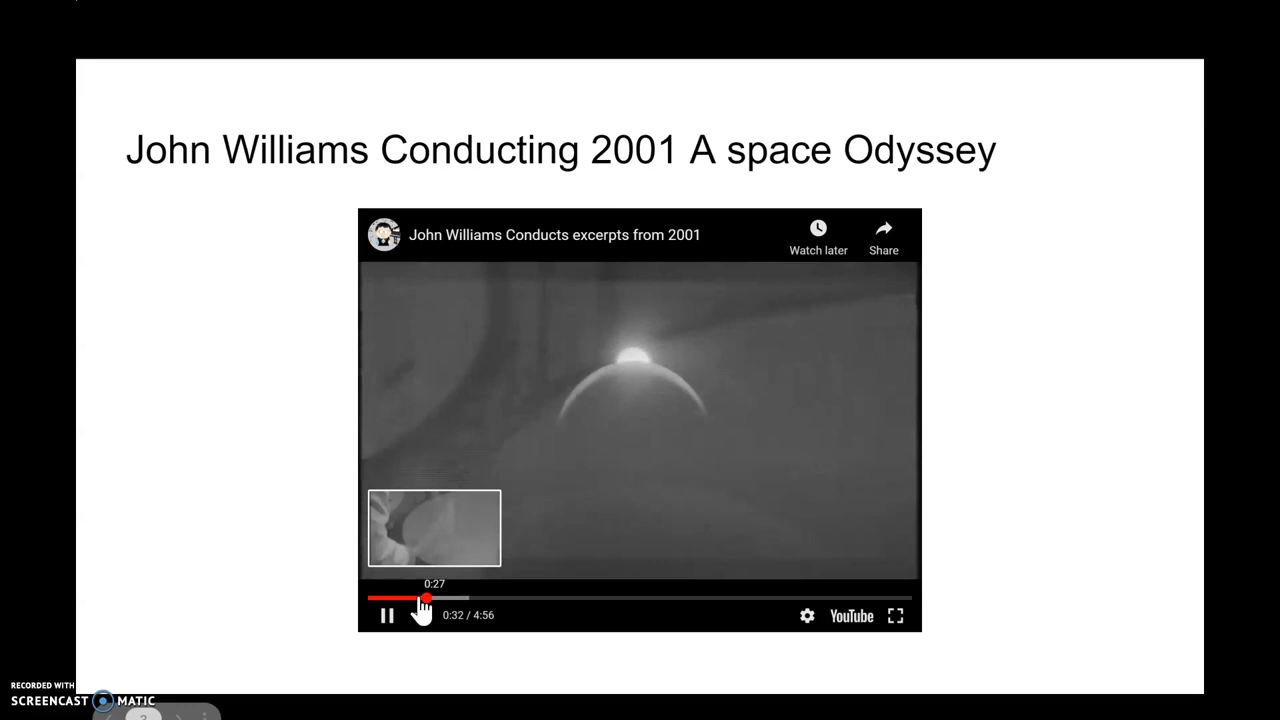 John Williams Conducting 2001 A space Odyssey
John Williams Conducts excerpts from 2001
Watch later
Share
0:27
0:32 / 4:56
YouTube
RECORDED WITH
SCREENCAST MATIC
3